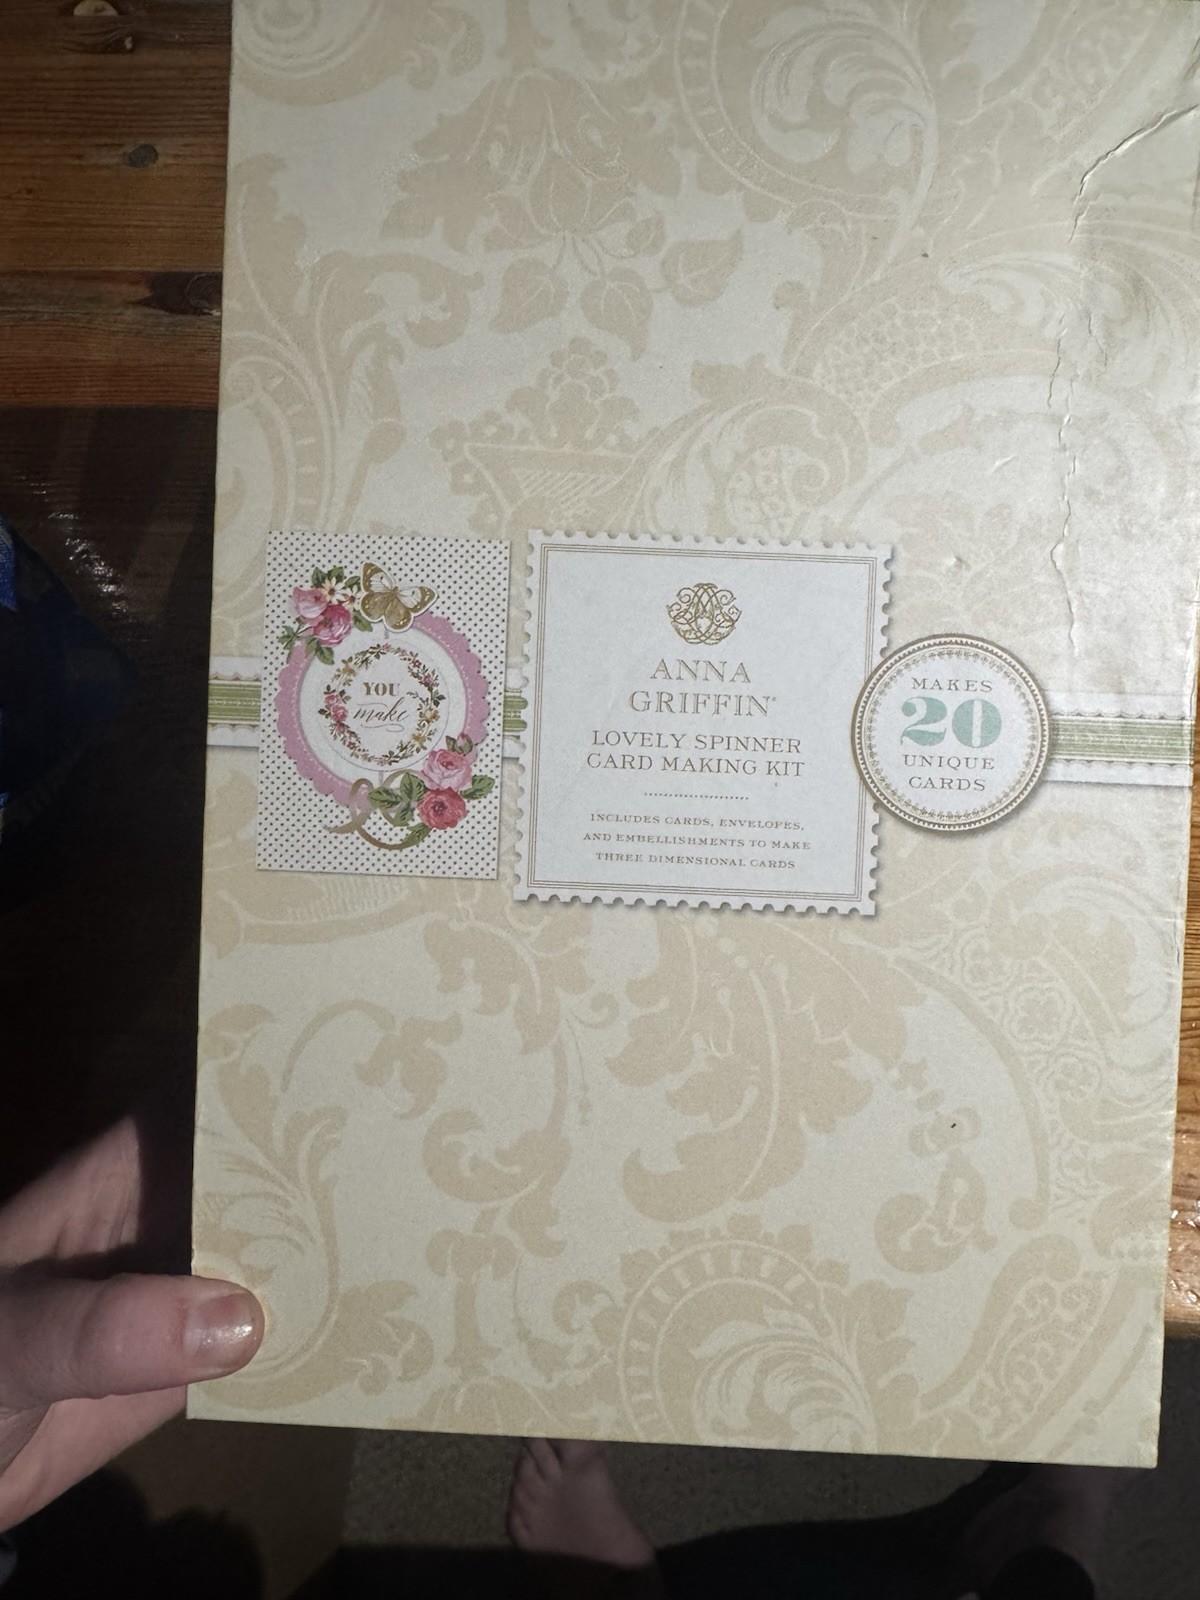 YOU
make
ANNA
GRIFFIN®
LOVELY SPINNER
CARD MAKING KIT
INCLUDES CARDS, ENVELOPES,
AND EMBELLISHMENTS TO MAKE
THREE DIMENSIONAL CARDS
MAKES
20
UNIQUE
CARDS